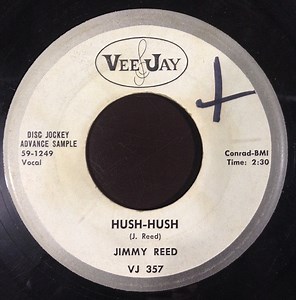 VEE JAY
DISC JOCKEY
ADVANCE SAMPLE
59-1249
Vocal
Conrad-BMI
Time: 2:30
HUSH-HUSH
(J. Reed)
JIMMY REED
VJ 357